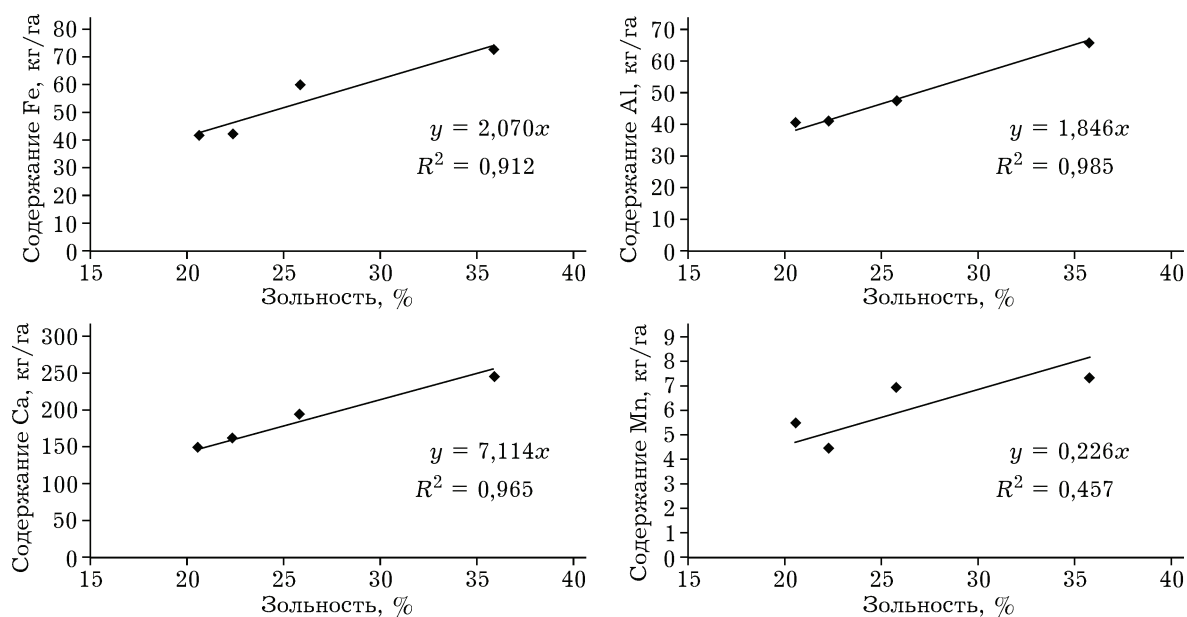 Содержание Fe, кг/га
80
70
60
50
40
30
20
10
0
y = 2,070x
R² = 0,912
15 20 25 30 35 40
Зольность, %
Содержание Al, кг/га
70
60
50
40
30
20
10
0
y = 1,846x
R² = 0,985
15 20 25 30 35 40
Зольность, %
Содержание Ca, кг/га
300
250
200
150
100
50
0
y = 7,114x
R² = 0,965
15 20 25 30 35 40
Зольность, %
Содержание Mn, кг/га
9
8
7
6
5
4
3
2
1
0
y = 0,226x
R² = 0,457
15 20 25 30 35 40
Зольность, %